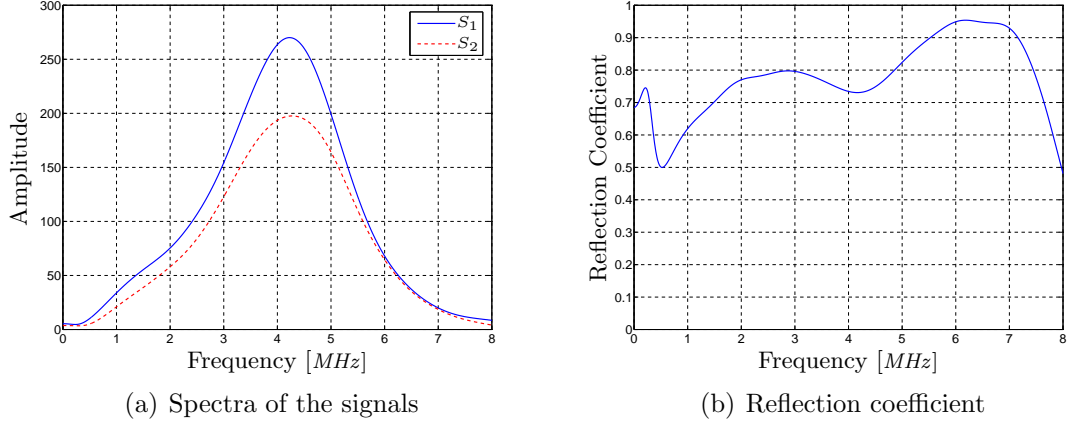 300
250
200
150
100
50
0
0 1 2 3 4 5 6 7 8
Amplitude
Frequency [MHz]
S1
S2
(a) Spectra of the signals
1
0.9
0.8
0.7
0.6
0.5
0.4
0.3
0.2
0.1
0
0 1 2 3 4 5 6 7 8
Reflection Coefficient
Frequency [MHz]
(b) Reflection coefficient